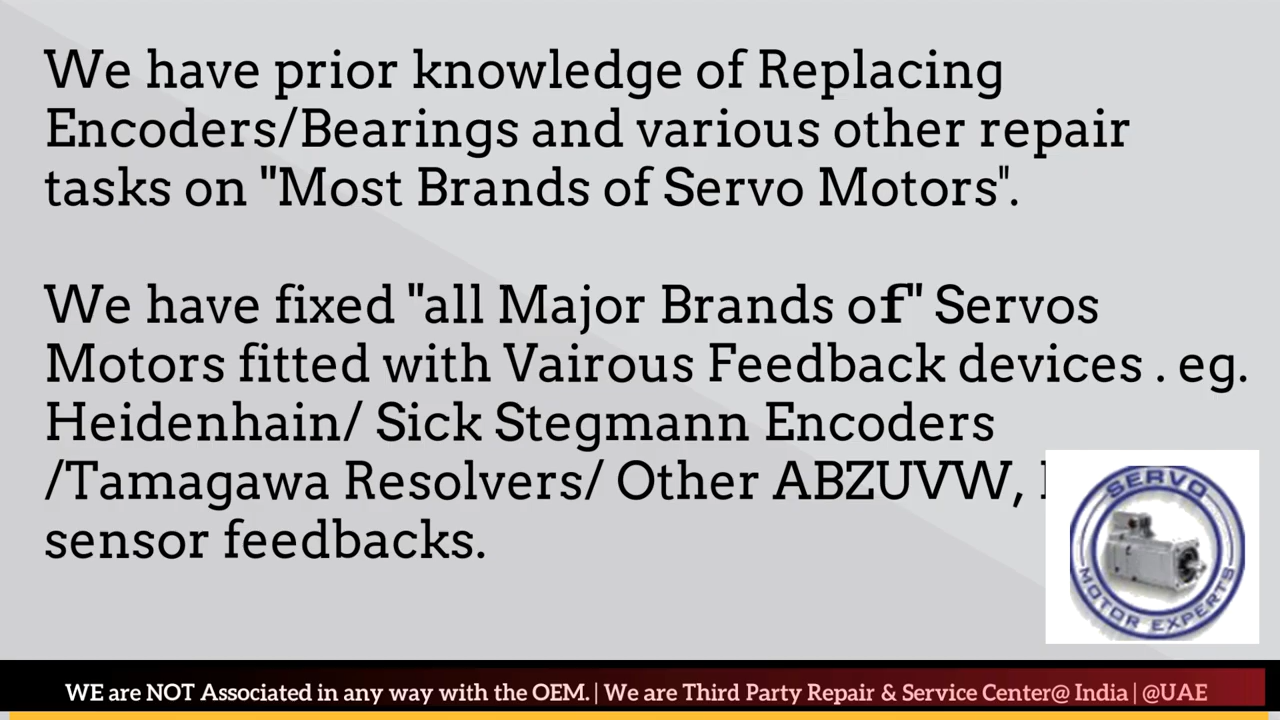 We have prior knowledge of Replacing
Encoders/Bearings and various other repair
tasks on "Most Brands of Servo Motors".
We have fixed "all Major Brands of" Servos
Motors fitted with Vairous Feedback devices . eg.
Heidenhain/ Sick Stegmann Encoders
/Tamagawa Resolvers/ Other ABZUVW,
sensor feedbacks.
SERVO
MOTOR EXPERTS
WE are NOT Associated in any way with the OEM. | We are Third Party Repair & Service Center@ India | @UAE